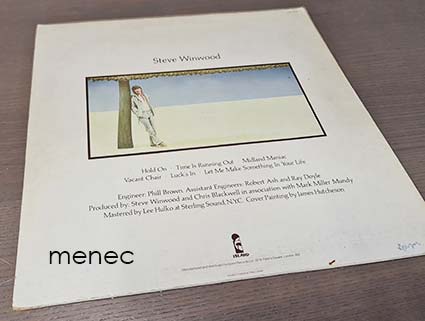 Steve Winwood
Hold On Time Is Running Out Midland Maniac
Vacant Chair Luck's In Let Me Make Something In Your Life
Engineer: Phill Brown. Assistant Engineers: Robert Ash and Ray Doyle
Produced by: Steve Winwood and Chris Blackwell in association with Mark Miller Mundy
Mastered by Lee Hulko at Sterling Sound, N.Y.C. Cover Painting by James Hutcheson
ISLAND
menec